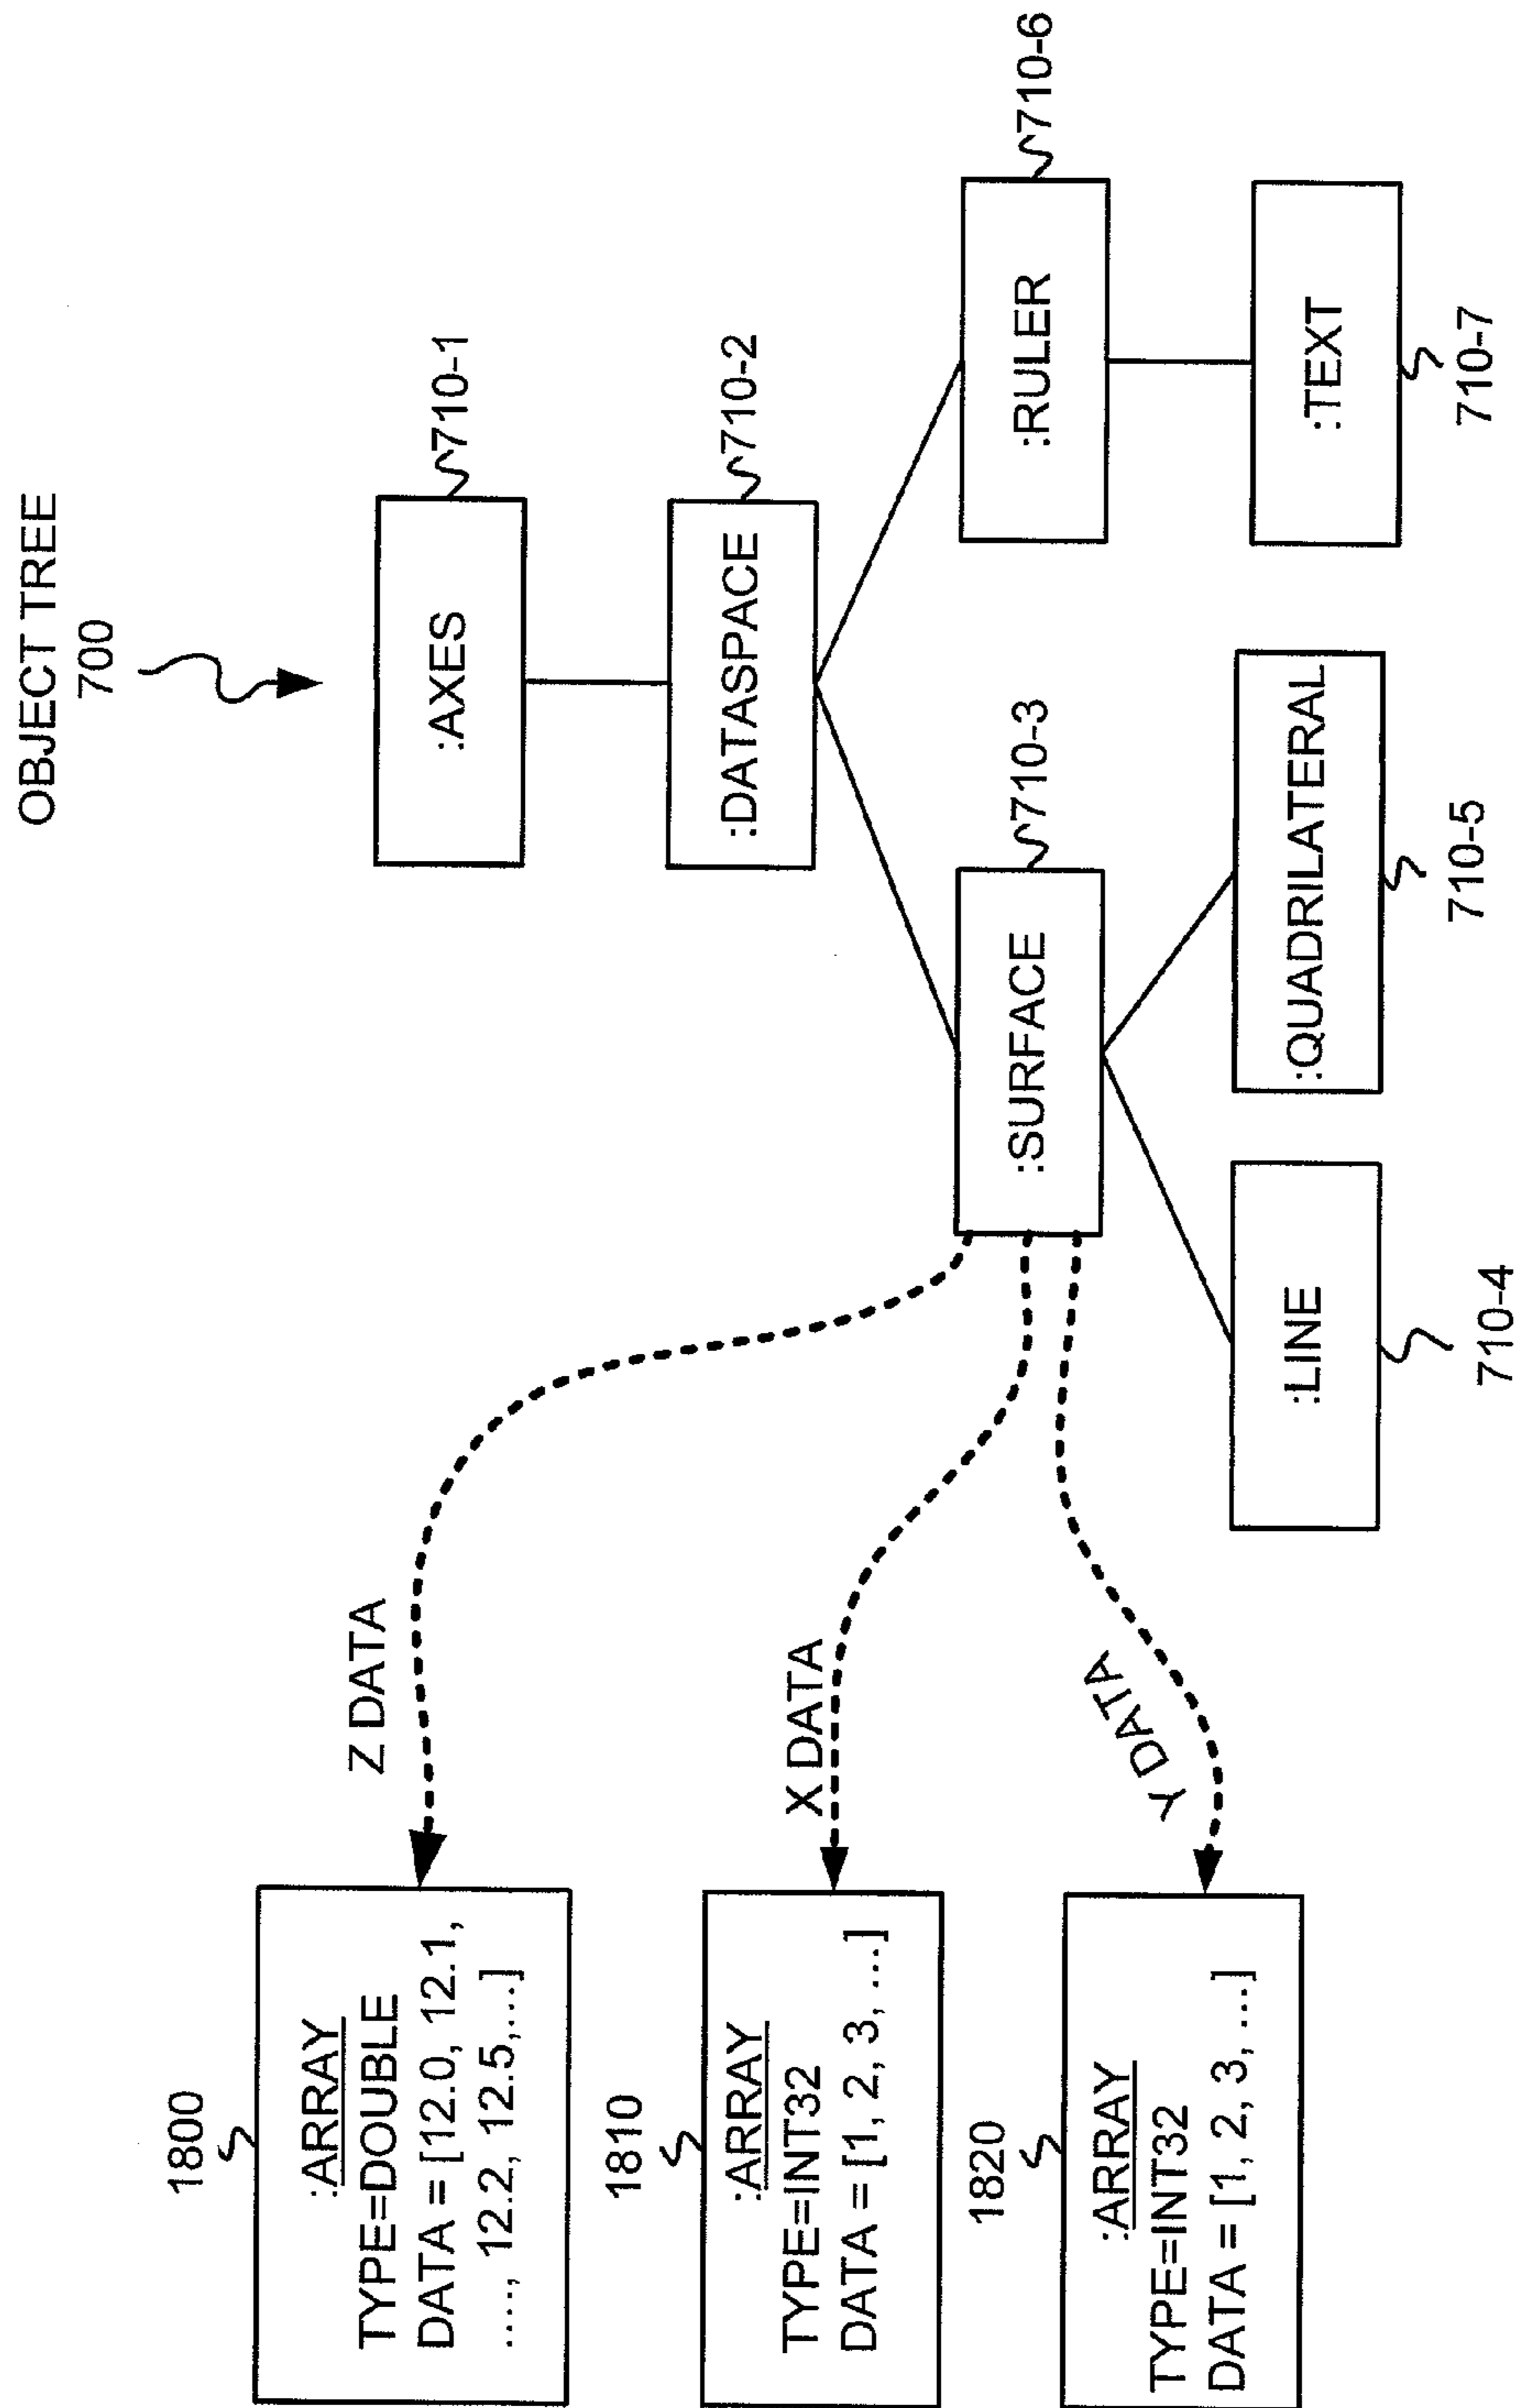 OBJECT TREE
700
:AXES
710-1
:DATASPACE
710-2
:SURFACE
710-3
:RULER
710-6
:LINE
710-4
:QUADRILATERAL
710-5
:TEXT
710-7
Z DATA
X DATA
Y DATA
1800
:ARRAY
TYPE=DOUBLE
DATA = [12.0, 12.1,
...., 12.2, 12.5,...]
1810
:ARRAY
TYPE=INT32
DATA = [1, 2, 3, ...]
1820
:ARRAY
TYPE=INT32
DATA = [1, 2, 3, ...]